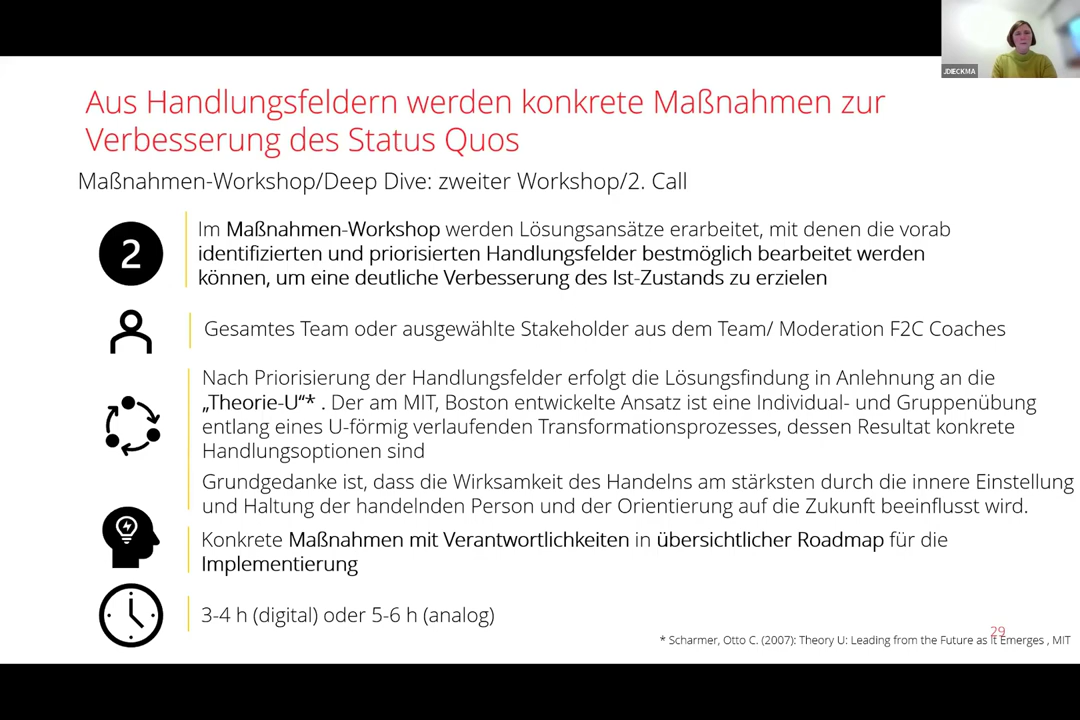 JDIECKMA
Aus Handlungsfeldern werden konkrete Maßnahmen zur
Verbesserung des Status Quos
Maßnahmen-Workshop/Deep Dive: zweiter Workshop/2. Call
2
Im Maßnahmen-Workshop werden Lösungsansätze erarbeitet, mit denen die vorab
identifizierten und priorisierten Handlungsfelder bestmöglich bearbeitet werden
können, um eine deutliche Verbesserung des Ist-Zustands zu erzielen
Gesamtes Team oder ausgewählte Stakeholder aus dem Team/ Moderation F2C Coaches
Nach Priorisierung der Handlungsfelder erfolgt die Lösungsfindung in Anlehnung an die
„Theorie-U“* . Der am MIT, Boston entwickelte Ansatz ist eine Individual- und Gruppenübung
entlang eines U-förmig verlaufenden Transformationsprozesses, dessen Resultat konkrete
Handlungsoptionen sind
Grundgedanke ist, dass die Wirksamkeit des Handelns am stärksten durch die innere Einstellung
und Haltung der handelnden Person und der Orientierung auf die Zukunft beeinflusst wird.
Konkrete Maßnahmen mit Verantwortlichkeiten in übersichtlicher Roadmap für die
Implementierung
3-4 h (digital) oder 5-6 h (analog)
29
* Scharmer, Otto C. (2007): Theory U: Leading from the Future as It Emerges , MIT